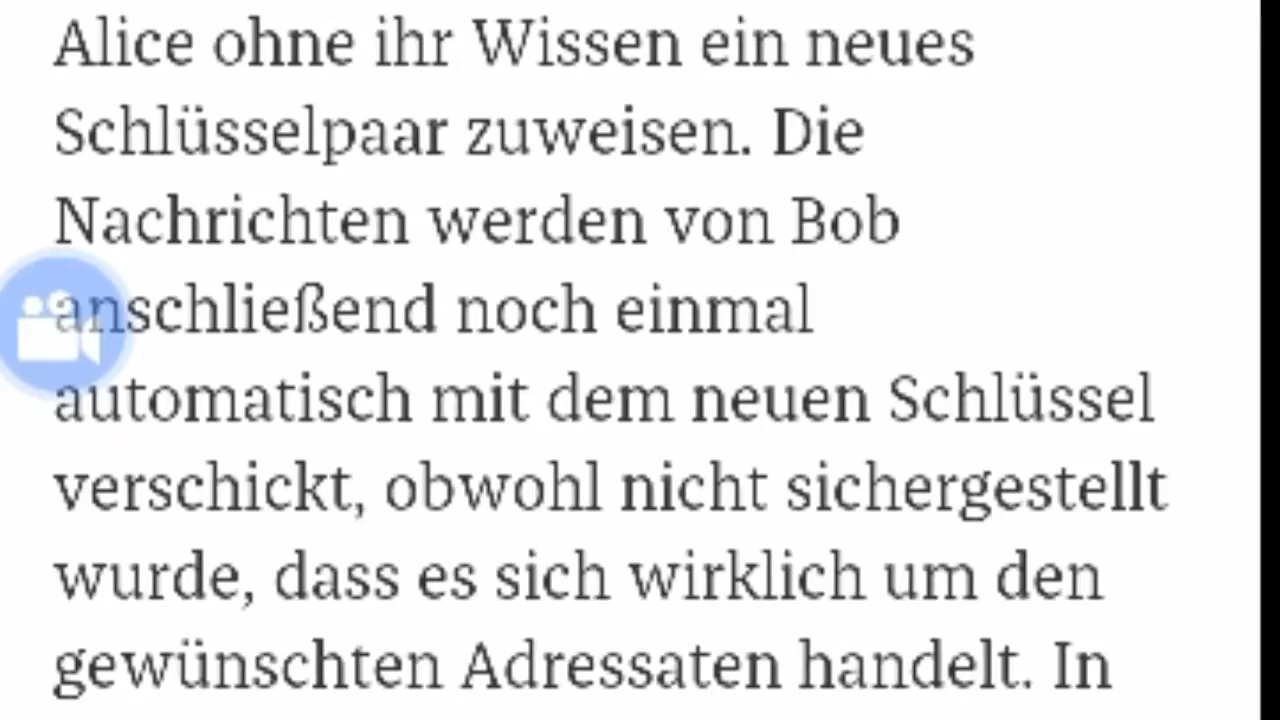 Alice ohne ihr Wissen ein neues
Schlüsselpaar zuweisen. Die
Nachrichten werden von Bob
anschließend noch einmal
automatisch mit dem neuen Schlüssel
verschickt, obwohl nicht sichergestellt
wurde, dass es sich wirklich um den
gewünschten Adressaten handelt. In